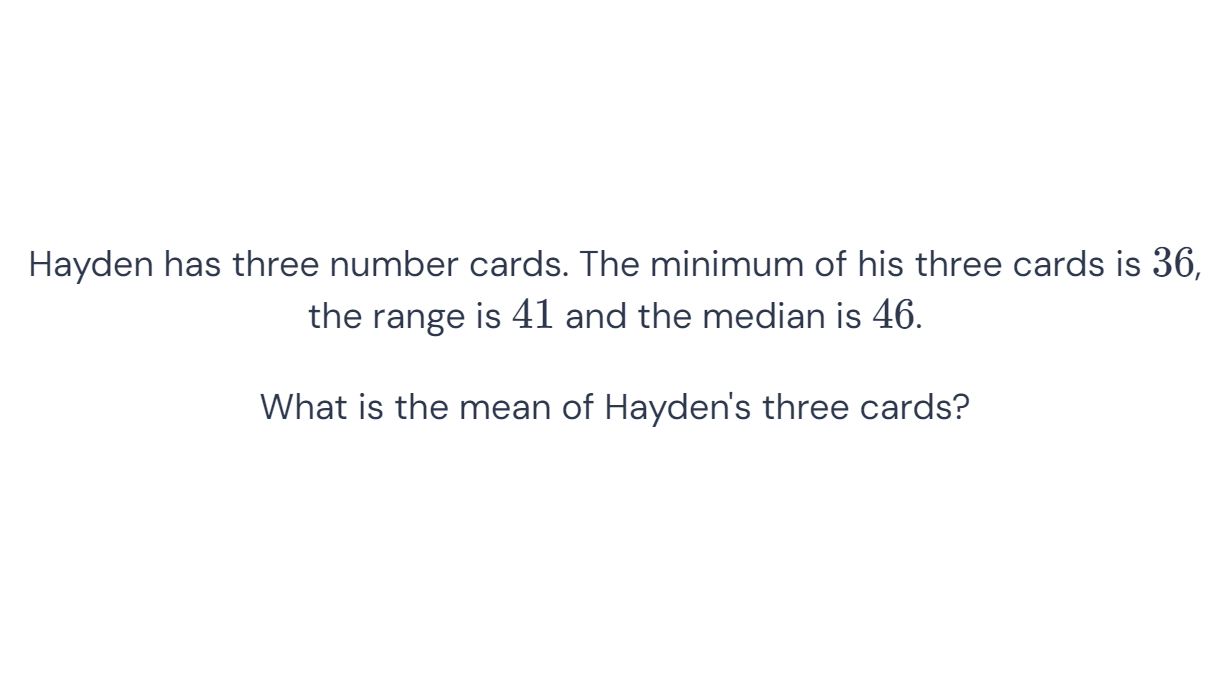 Hayden has three number cards. The minimum of his three cards is 36,
the range is 41 and the median is 46.
What is the mean of Hayden's three cards?